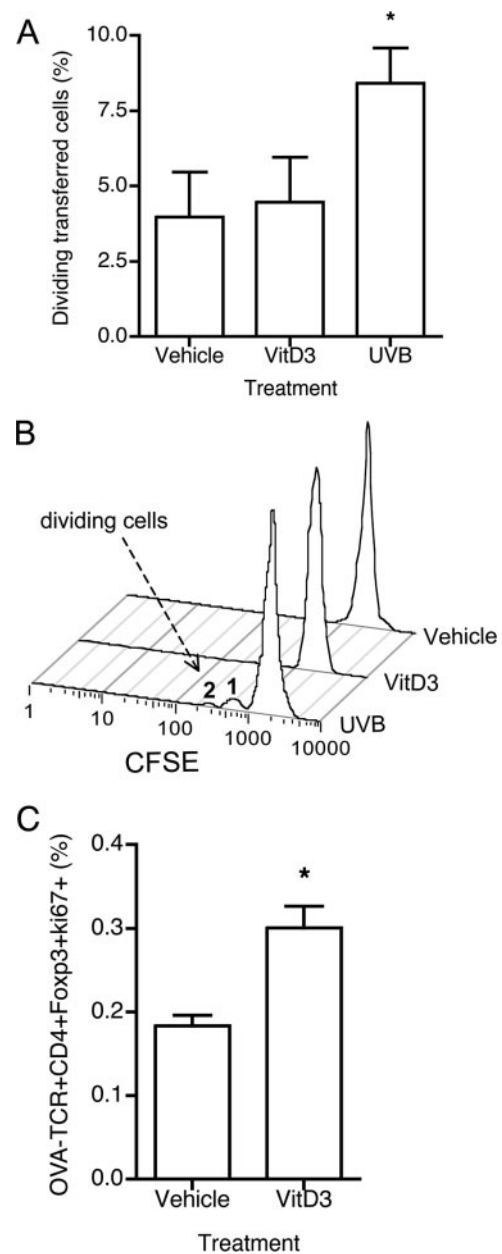 A
Dividing transferred cells (%)
10.0
7.5
5.0
2.5
0.0
*
Vehicle
VitD3
UVB
Treatment
B
dividing cells
2
1
Vehicle
VitD3
UVB
1
10
100
1000
10000
CFSE
C
OVA-TCR+CD4+Foxp3+ki67+ (%)
0.4
0.3
0.2
0.1
0.0
*
Vehicle
VitD3
Treatment